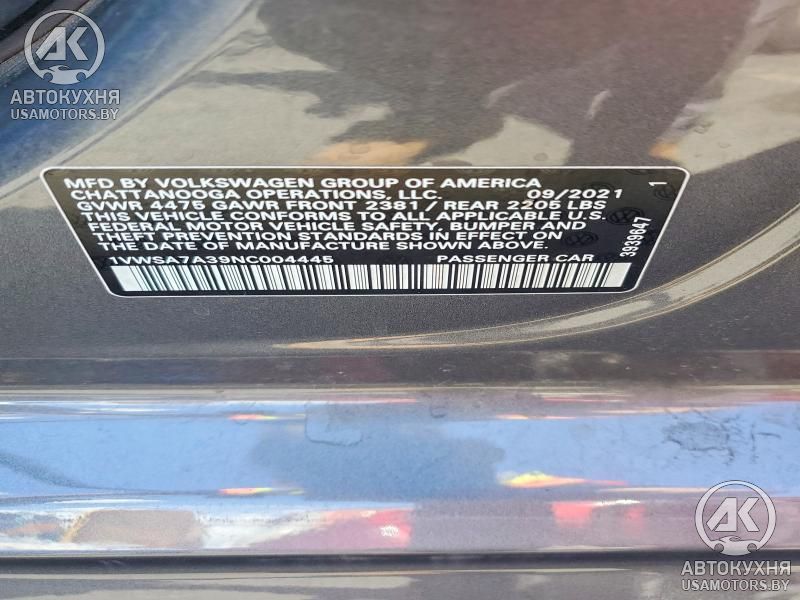 AK
АВТОКУХНЯ
USAMOTORS.BY
MFD BY VOLKSWAGEN GROUP OF AMERICA
CHATTANOOGA OPERATIONS, LLC. 09/2021
GVWR 4475 GAWR FRONT 2381 / REAR 2205 LBS
THIS VEHICLE CONFORMS TO ALL APPLICABLE U.S.
FEDERAL MOTOR VEHICLE SAFETY, BUMPER AND
THEFT PREVENTION STANDARDS IN EFFECT ON
THE DATE OF MANUFACTURE SHOWN ABOVE.
1VWSA7A39NC004445 PASSENGER CAR
3939647 1
AK
АВТОКУХНЯ
USAMOTORS.BY